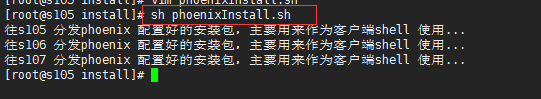 [root@s105 install]# vim phoenixInstall.sh
[root@s105 install]# sh phoenixInstall.sh
往s105 分发phoenix 配置好的安装包, 主要用来作为客户端shell 使用...
往s106 分发phoenix 配置好的安装包, 主要用来作为客户端shell 使用...
往s107 分发phoenix 配置好的安装包, 主要用来作为客户端shell 使用...
[root@s105 install]#